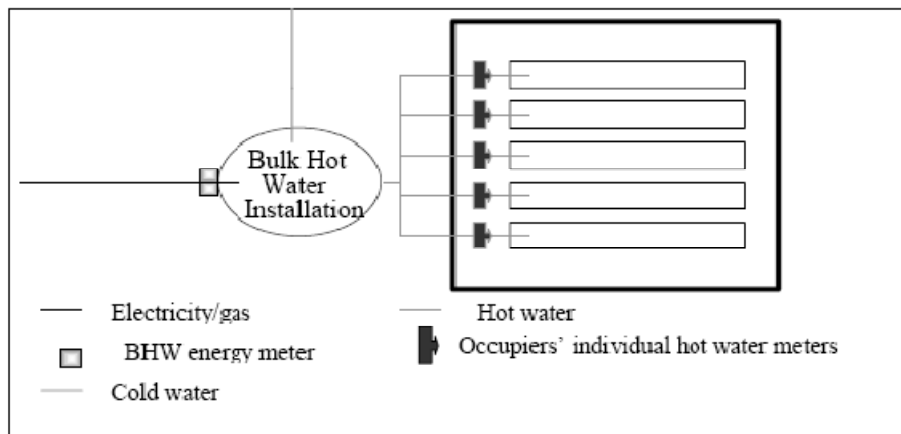 Bulk Hot
Water
Installation
Electricity/gas
Hot water
BHW energy meter
Occupiers' individual hot water meters
Cold water